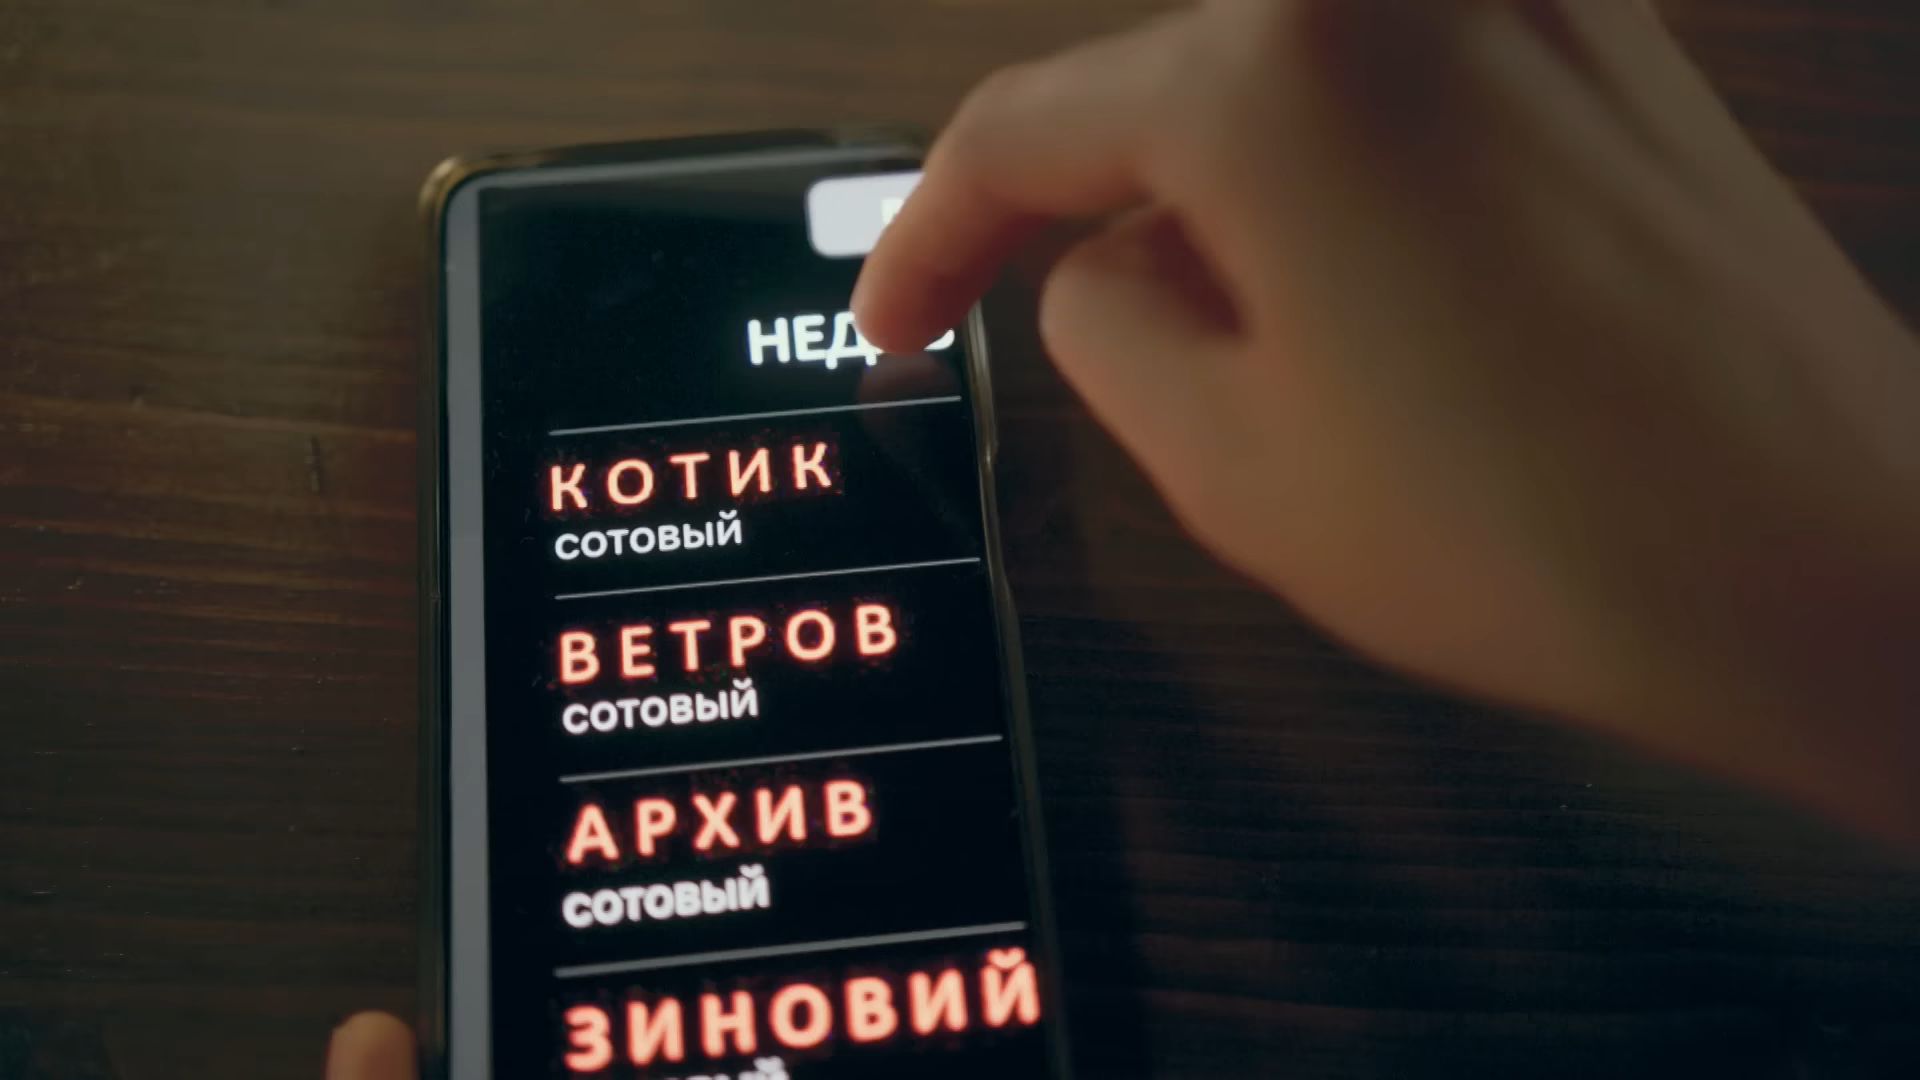 КОТИК
сотовый
ВЕТРОВ
сотовый
АРХИВ
сотовый
ЗИНОВИЙ